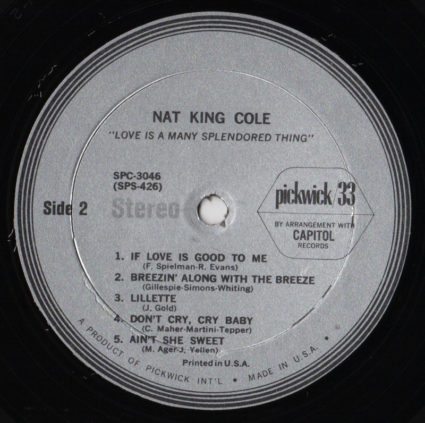 NAT KING COLE
"LOVE IS A MANY SPLENDORED THING"
SPC-3046
(SPS-426)
Side 2
Stereo
pickwick/33
BY ARRANGEMENT WITH
CAPITOL
RECORDS
1. IF LOVE IS GOOD TO ME
(F. Spielman-R. Evans)
2. BREEZIN' ALONG WITH THE BREEZE
(Gillespie-Simons-Whiting)
3. LILLETTE
(J. Gold)
4. DON'T CRY, CRY BABY
(C. Maher-Martini-Tepper)
5. AIN'T SHE SWEET
(M. Ager-J. Yellen)
Printed in U.S.A.
A PRODUCT OF PICKWICK INT'L • MADE IN U.S.A. • ©